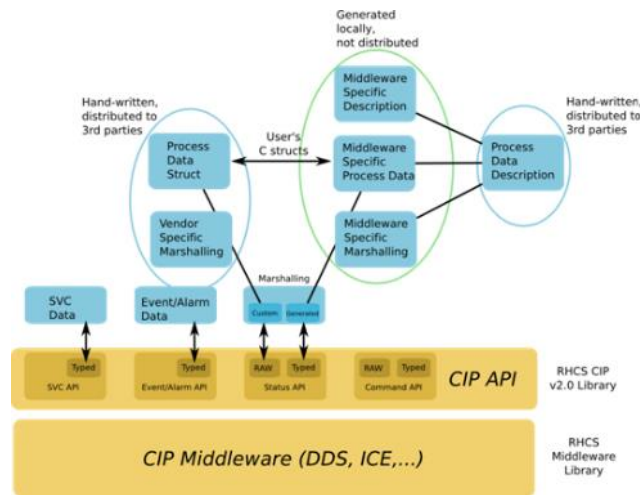 Generated
locally,
not distributed
Hand-written,
distributed to
3rd parties
Middleware
Specific
Description
Hand-written,
distributed to
3rd parties
Process
Data
Struct
User's
C structs
Middleware
Specific
Process Data
Process
Data
Description
Vendor
Specific
Marshalling
Middleware
Specific
Marshalling
Marshalling
SVC
Data
Event/Alarm
Data
Custom
Generated
Typed
SVC API
Typed
Event/Alarm API
RAW
Typed
Status API
RAW
Typed
Command API
CIP API
RHCS CIP
v2.0 Library
CIP Middleware (DDS, ICE,...)
RHCS
Middleware
Library